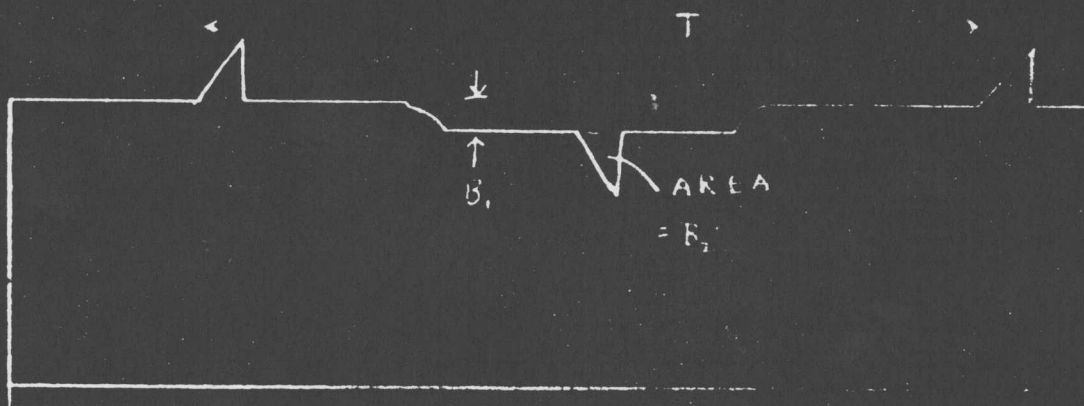 T
B₁
AREA
= B₂